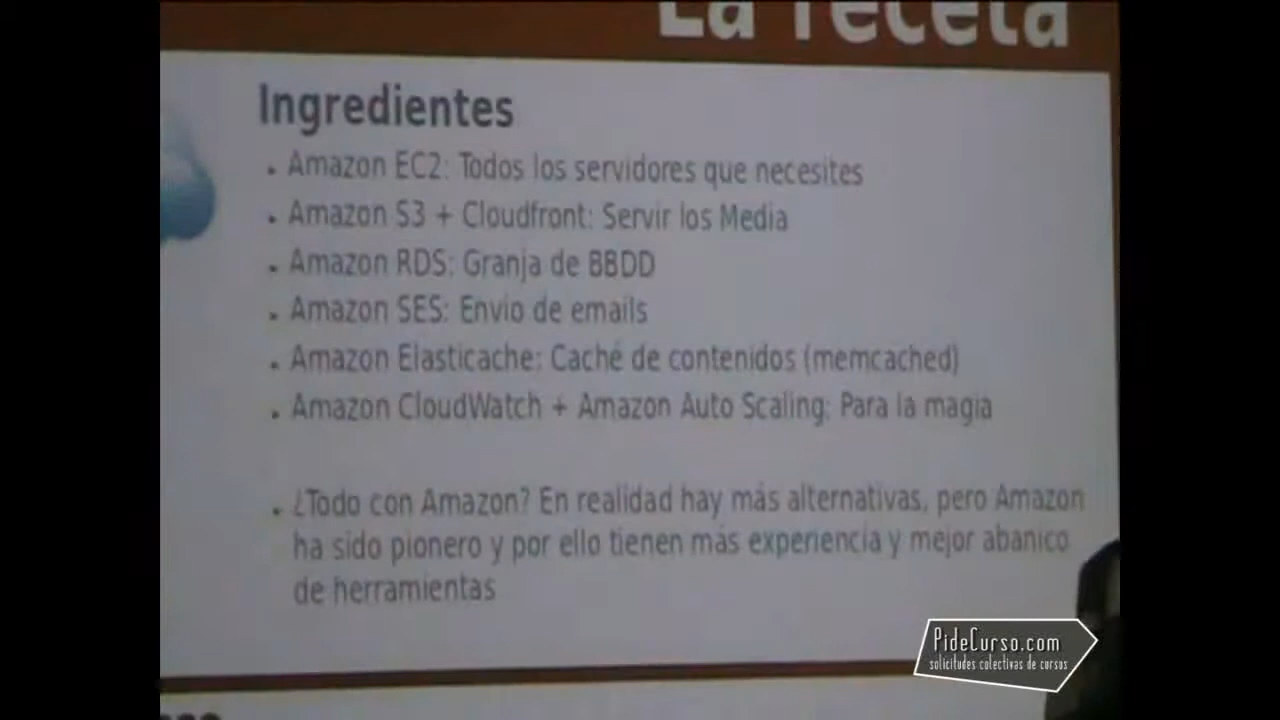 La receta
Ingredientes
• Amazon EC2: Todos los servidores que necesites
• Amazon S3 + Cloudfront: Servir los Media
• Amazon RDS: Granja de BBDD
• Amazon SES: Envio de emails
• Amazon Elasticache: Caché de contenidos (memcached)
• Amazon CloudWatch + Amazon Auto Scaling: Para la magia
• ¿Todo con Amazon? En realidad hay más alternativas, pero Amazon
ha sido pionero y por ello tienen más experiencia y mejor abanico
de herramientas
PideCurso.com
solicitudes colectivas de cursos